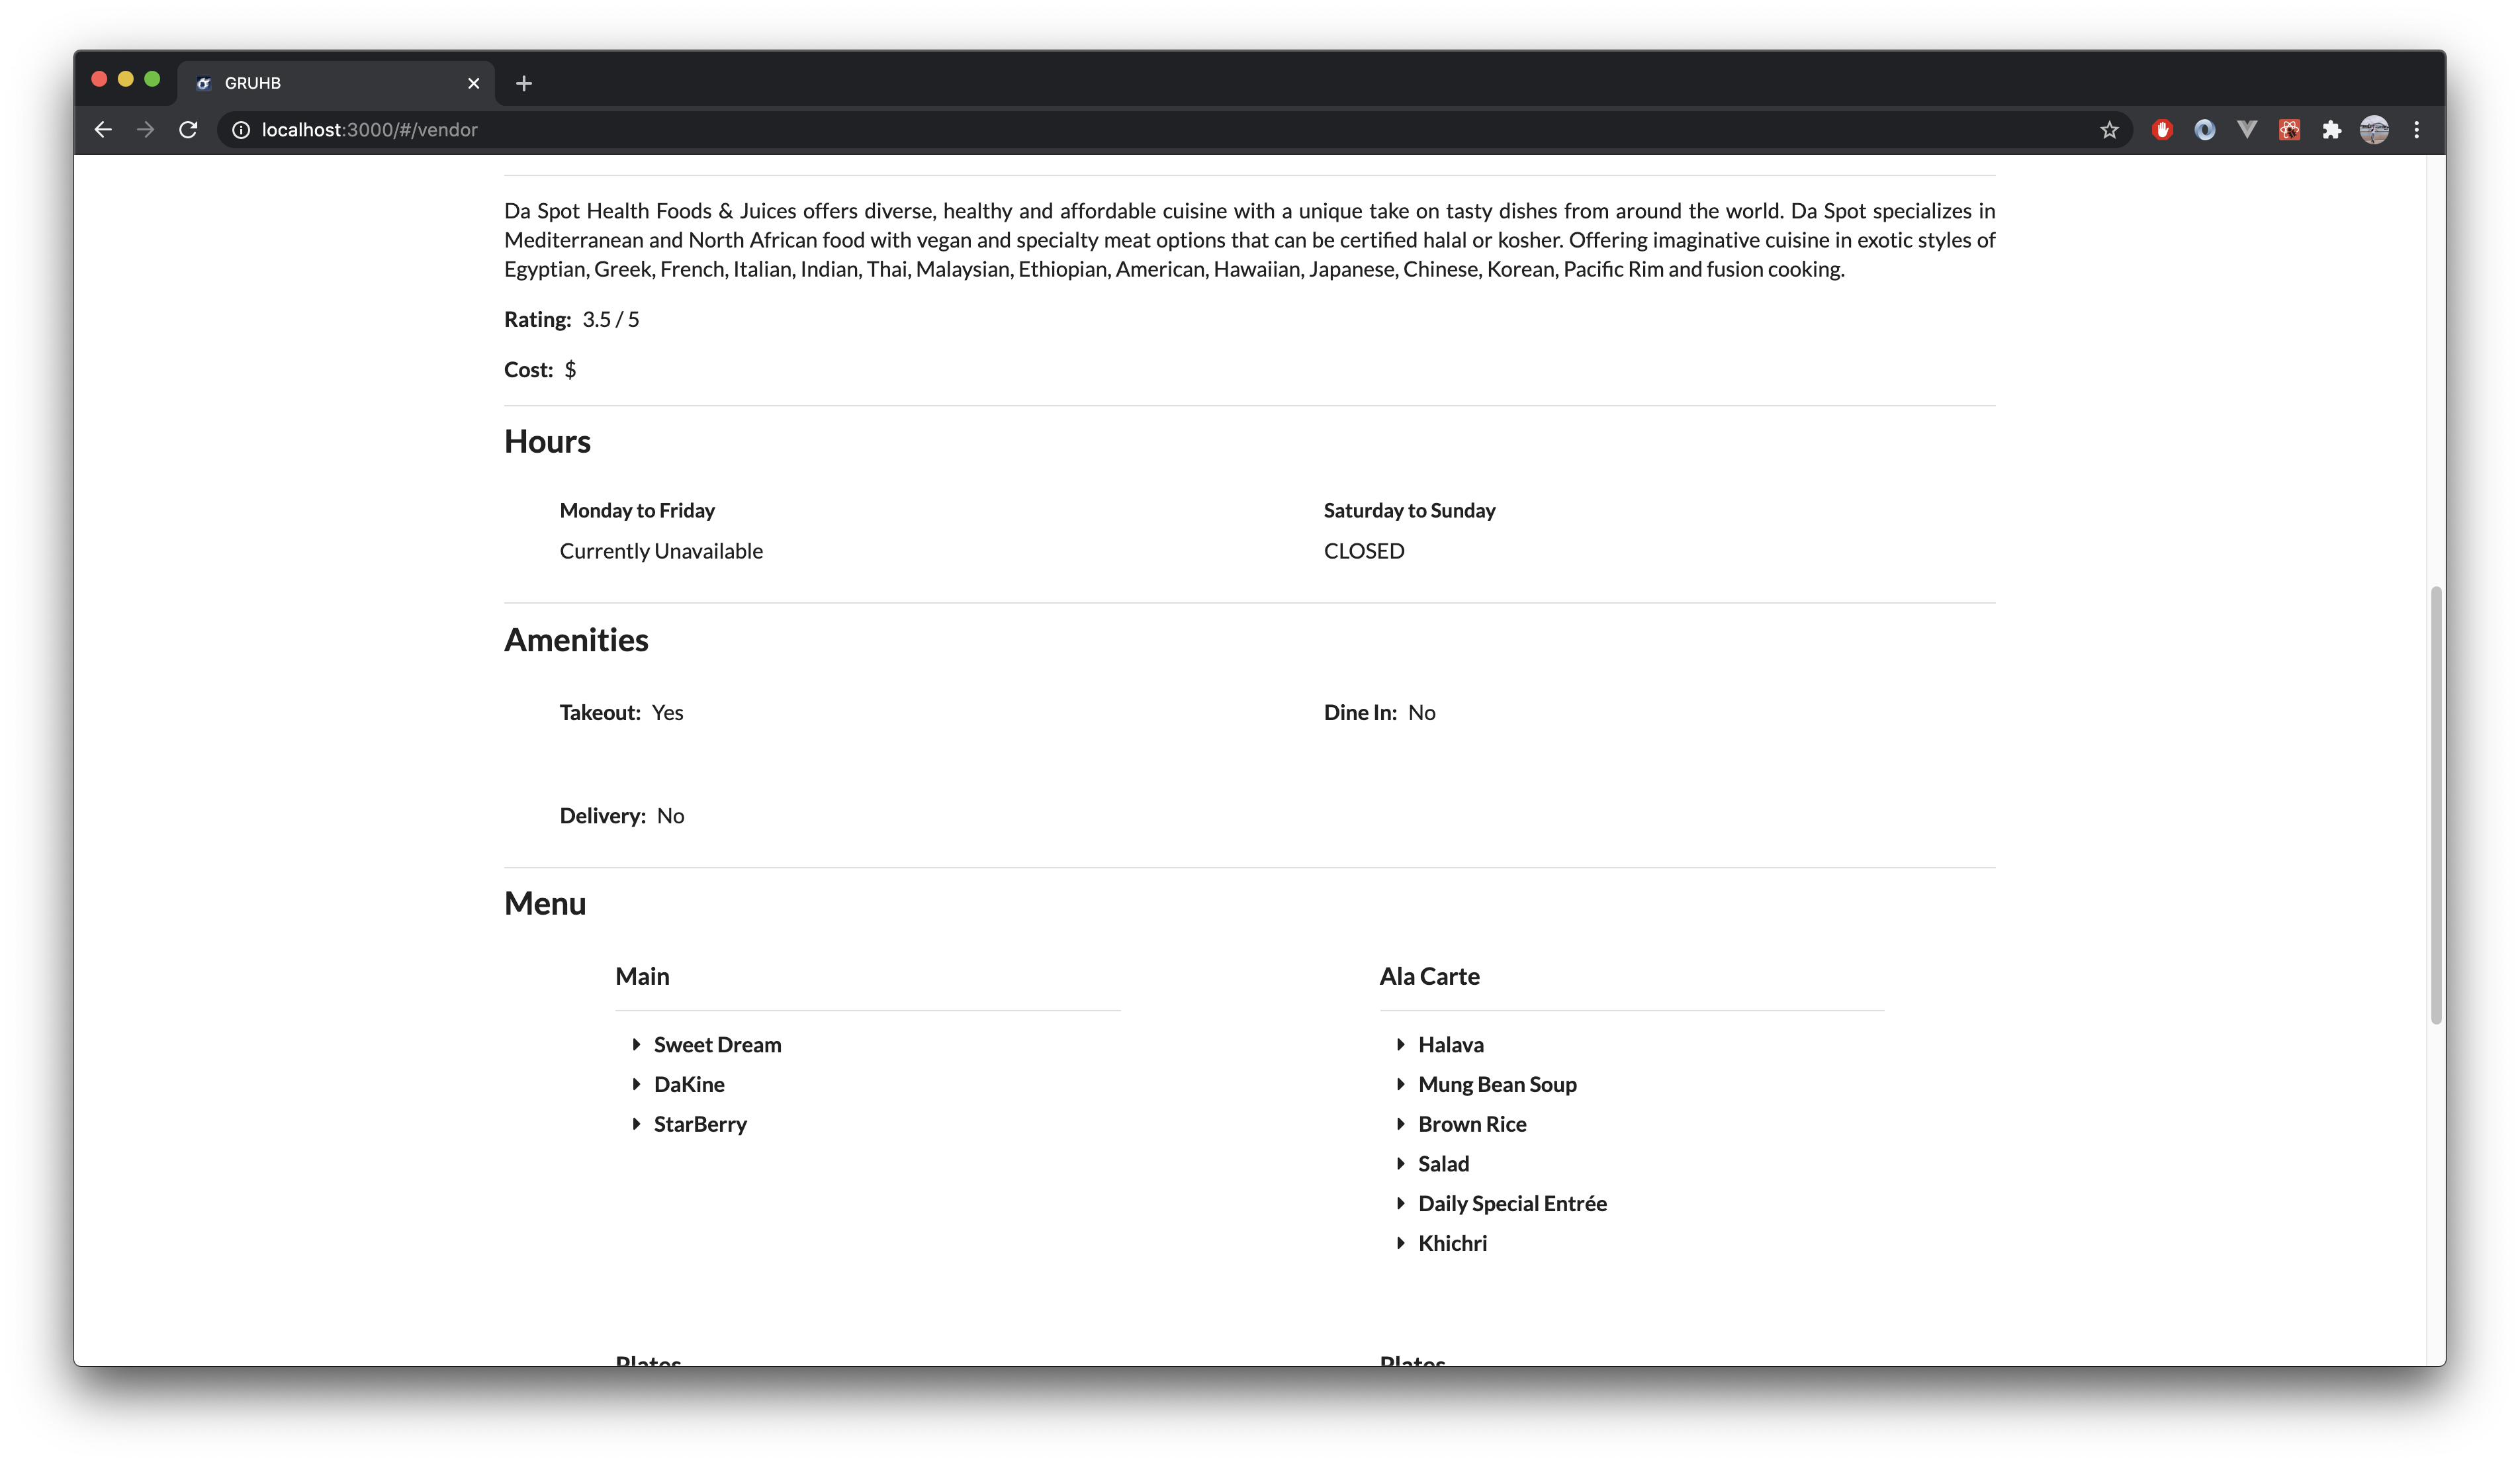 GRUHB
localhost:3000/#/vendor
Da Spot Health Foods & Juices offers diverse, healthy and affordable cuisine with a unique take on tasty dishes from around the world. Da Spot specializes in
Mediterranean and North African food with vegan and specialty meat options that can be certified halal or kosher. Offering imaginative cuisine in exotic styles of
Egyptian, Greek, French, Italian, Indian, Thai, Malaysian, Ethiopian, American, Hawaiian, Japanese, Chinese, Korean, Pacific Rim and fusion cooking.
Rating: 3.5 / 5
Cost: $
Hours
Monday to Friday
Saturday to Sunday
Currently Unavailable
CLOSED
Amenities
Takeout: Yes
Dine In: No
Delivery: No
Menu
Main
Sweet Dream
DaKine
StarBerry
Ala Carte
Halava
Mung Bean Soup
Brown Rice
Salad
Daily Special Entrée
Khichri
Plates
Plates